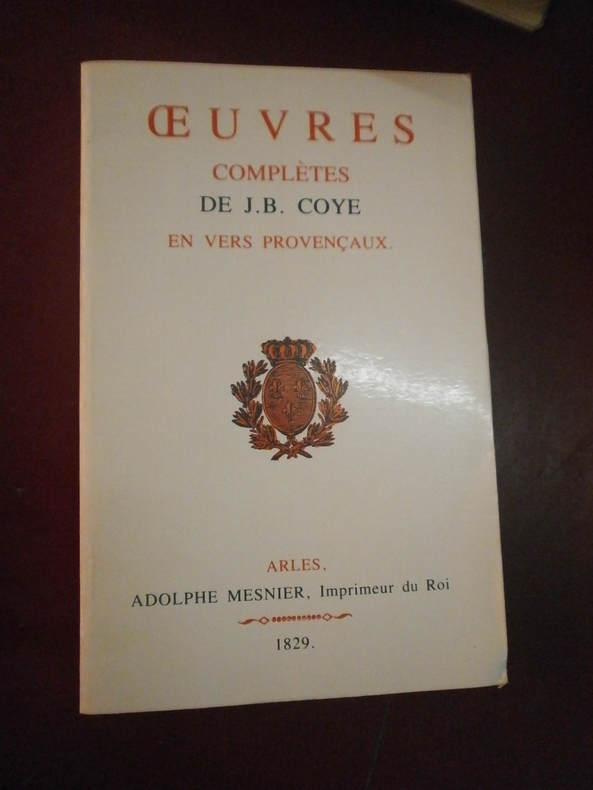 ŒUVRES
COMPLÈTES
DE J.B. COYE
EN VERS PROVENÇAUX.
ARLES,
ADOLPHE MESNIER, Imprimeur du Roi
1829.